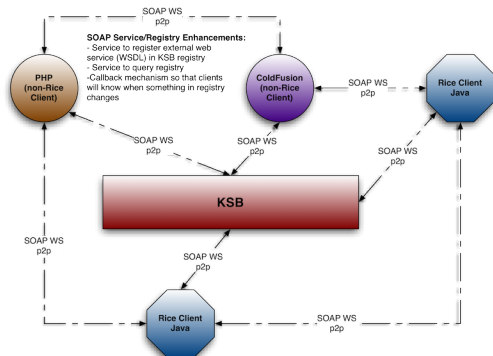 SOAP WS
p2p
SOAP Service/Registry Enhancements:
- Service to register external web
service (WSDL) in KSB registry
- Service to query registry
-Callback mechanism so that clients
will know when something in registry
changes
PHP
(non-Rice
Client)
ColdFusion
(non-Rice
Client)
SOAP WS
p2p
Rice Client
Java
SOAP WS
p2p
SOAP WS
p2p
SOAP WS
p2p
KSB
SOAP WS
p2p
SOAP WS
p2p
Rice Client
Java
SOAP WS
p2p